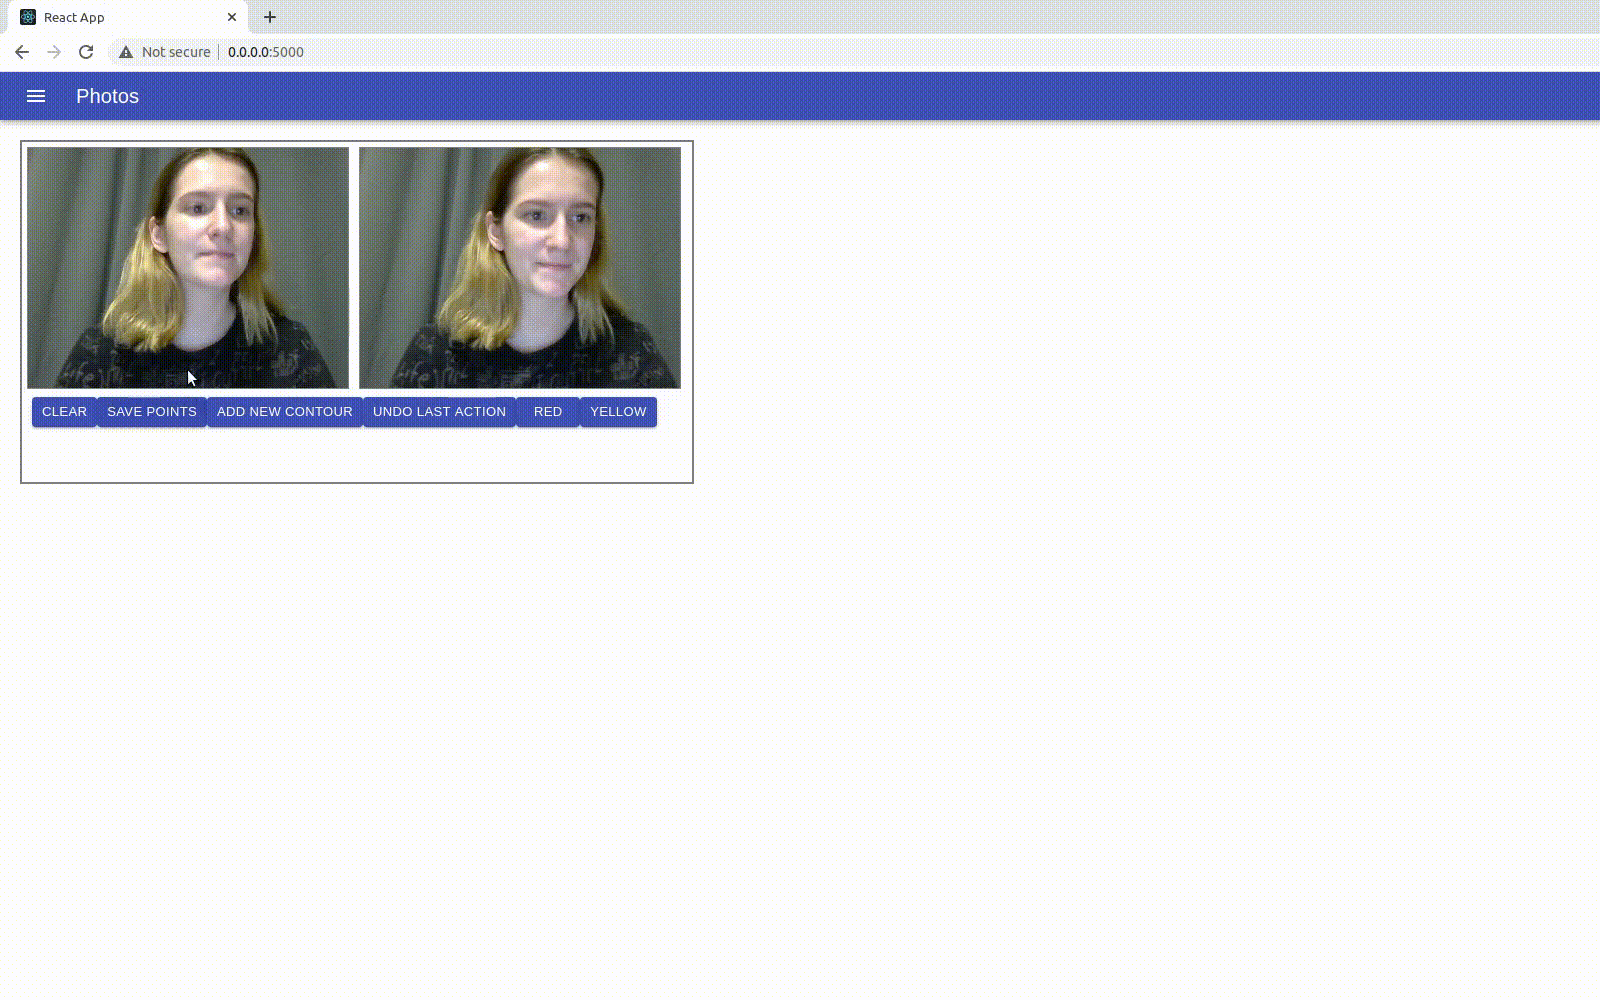 React App
Not secure | 0.0.0.0:5000
Photos
CLEAR SAVE POINTS ADD NEW CONTOUR UNDO LAST ACTION RED YELLOW